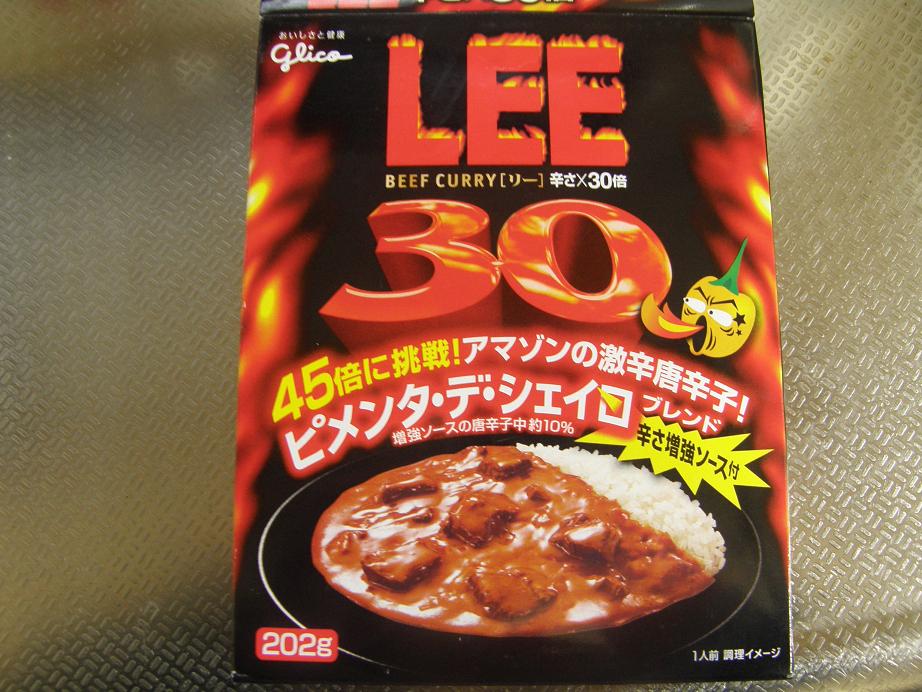 おいしさと健康
Glico
LEE
BEEF CURRY[リー] 辛さ×30倍
30
45倍に挑戦!アマゾンの激辛唐辛子!
ピメンタ・デ・シェイロ ブレンド
増強ソースの唐辛子中約10%
辛さ増強ソース付
202g
1人前 調理イメージ